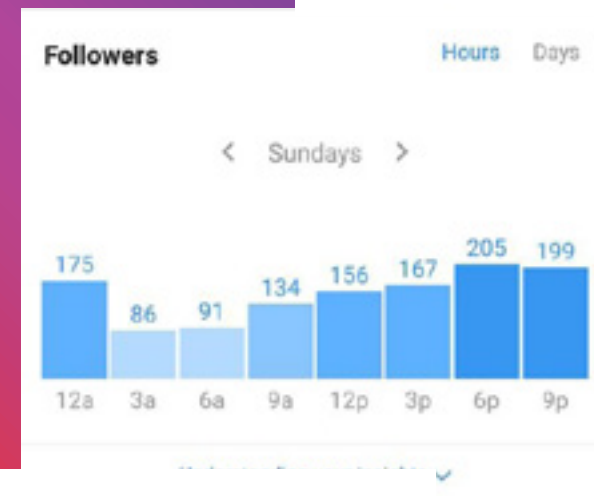 Followers
Hours Days
< Sundays >
175 86 91 134 156 167 205 199
12a 3a 6a 9a 12p 3p 6p 9p